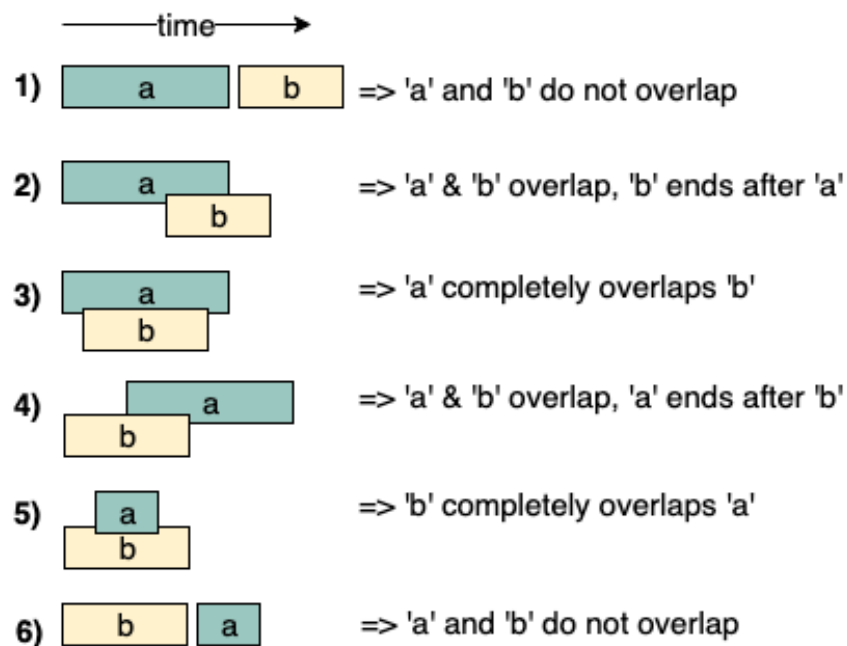 time
1) a b => 'a' and 'b' do not overlap
2) a => 'a' & 'b' overlap, 'b' ends after 'a'
b
3) a => 'a' completely overlaps 'b'
b
4) a => 'a' & 'b' overlap, 'a' ends after 'b'
b
5) a => 'b' completely overlaps 'a'
b
6) b a => 'a' and 'b' do not overlap